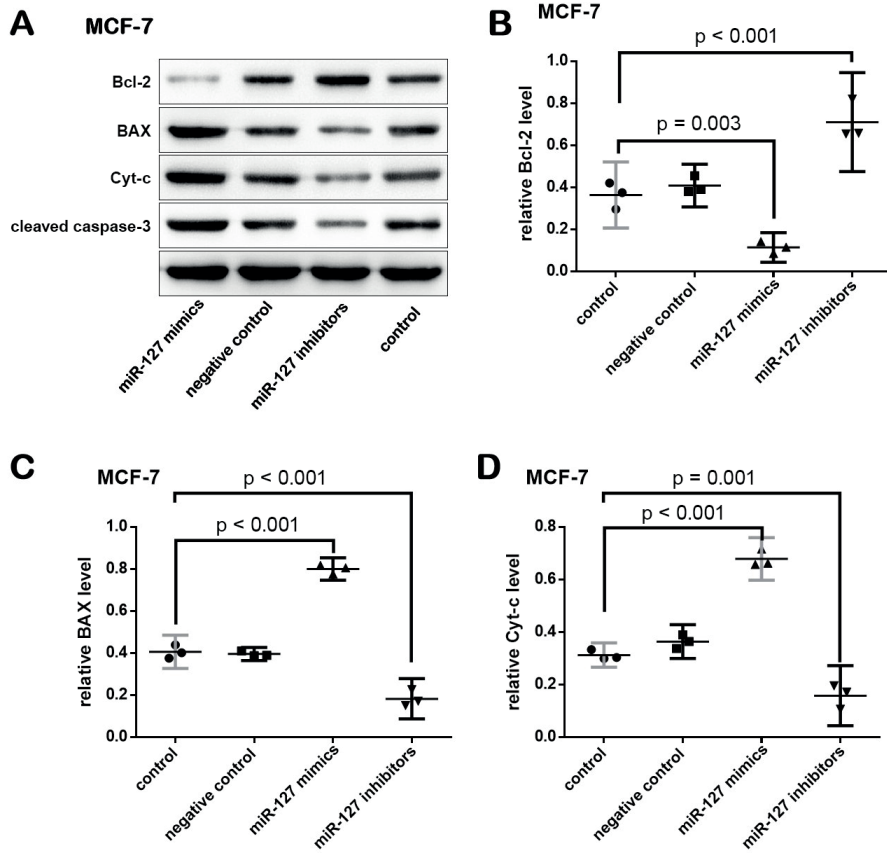 A
MCF-7
Bcl-2
BAX
Cyt-c
cleaved caspase-3
miR-127 mimics
negative control
miR-127 inhibitors
control
B
MCF-7
p < 0.001
p = 0.003
relative Bcl-2 level
1.0
0.8
0.6
0.4
0.2
0.0
control
negative control
miR-127 mimics
miR-127 inhibitors
C
MCF-7
p < 0.001
p < 0.001
relative BAX level
1.0
0.8
0.6
0.4
0.2
0.0
control
negative control
miR-127 mimics
miR-127 inhibitors
D
MCF-7
p = 0.001
p < 0.001
relative Cyt-c level
0.8
0.6
0.4
0.2
0.0
control
negative control
miR-127 mimics
miR-127 inhibitors